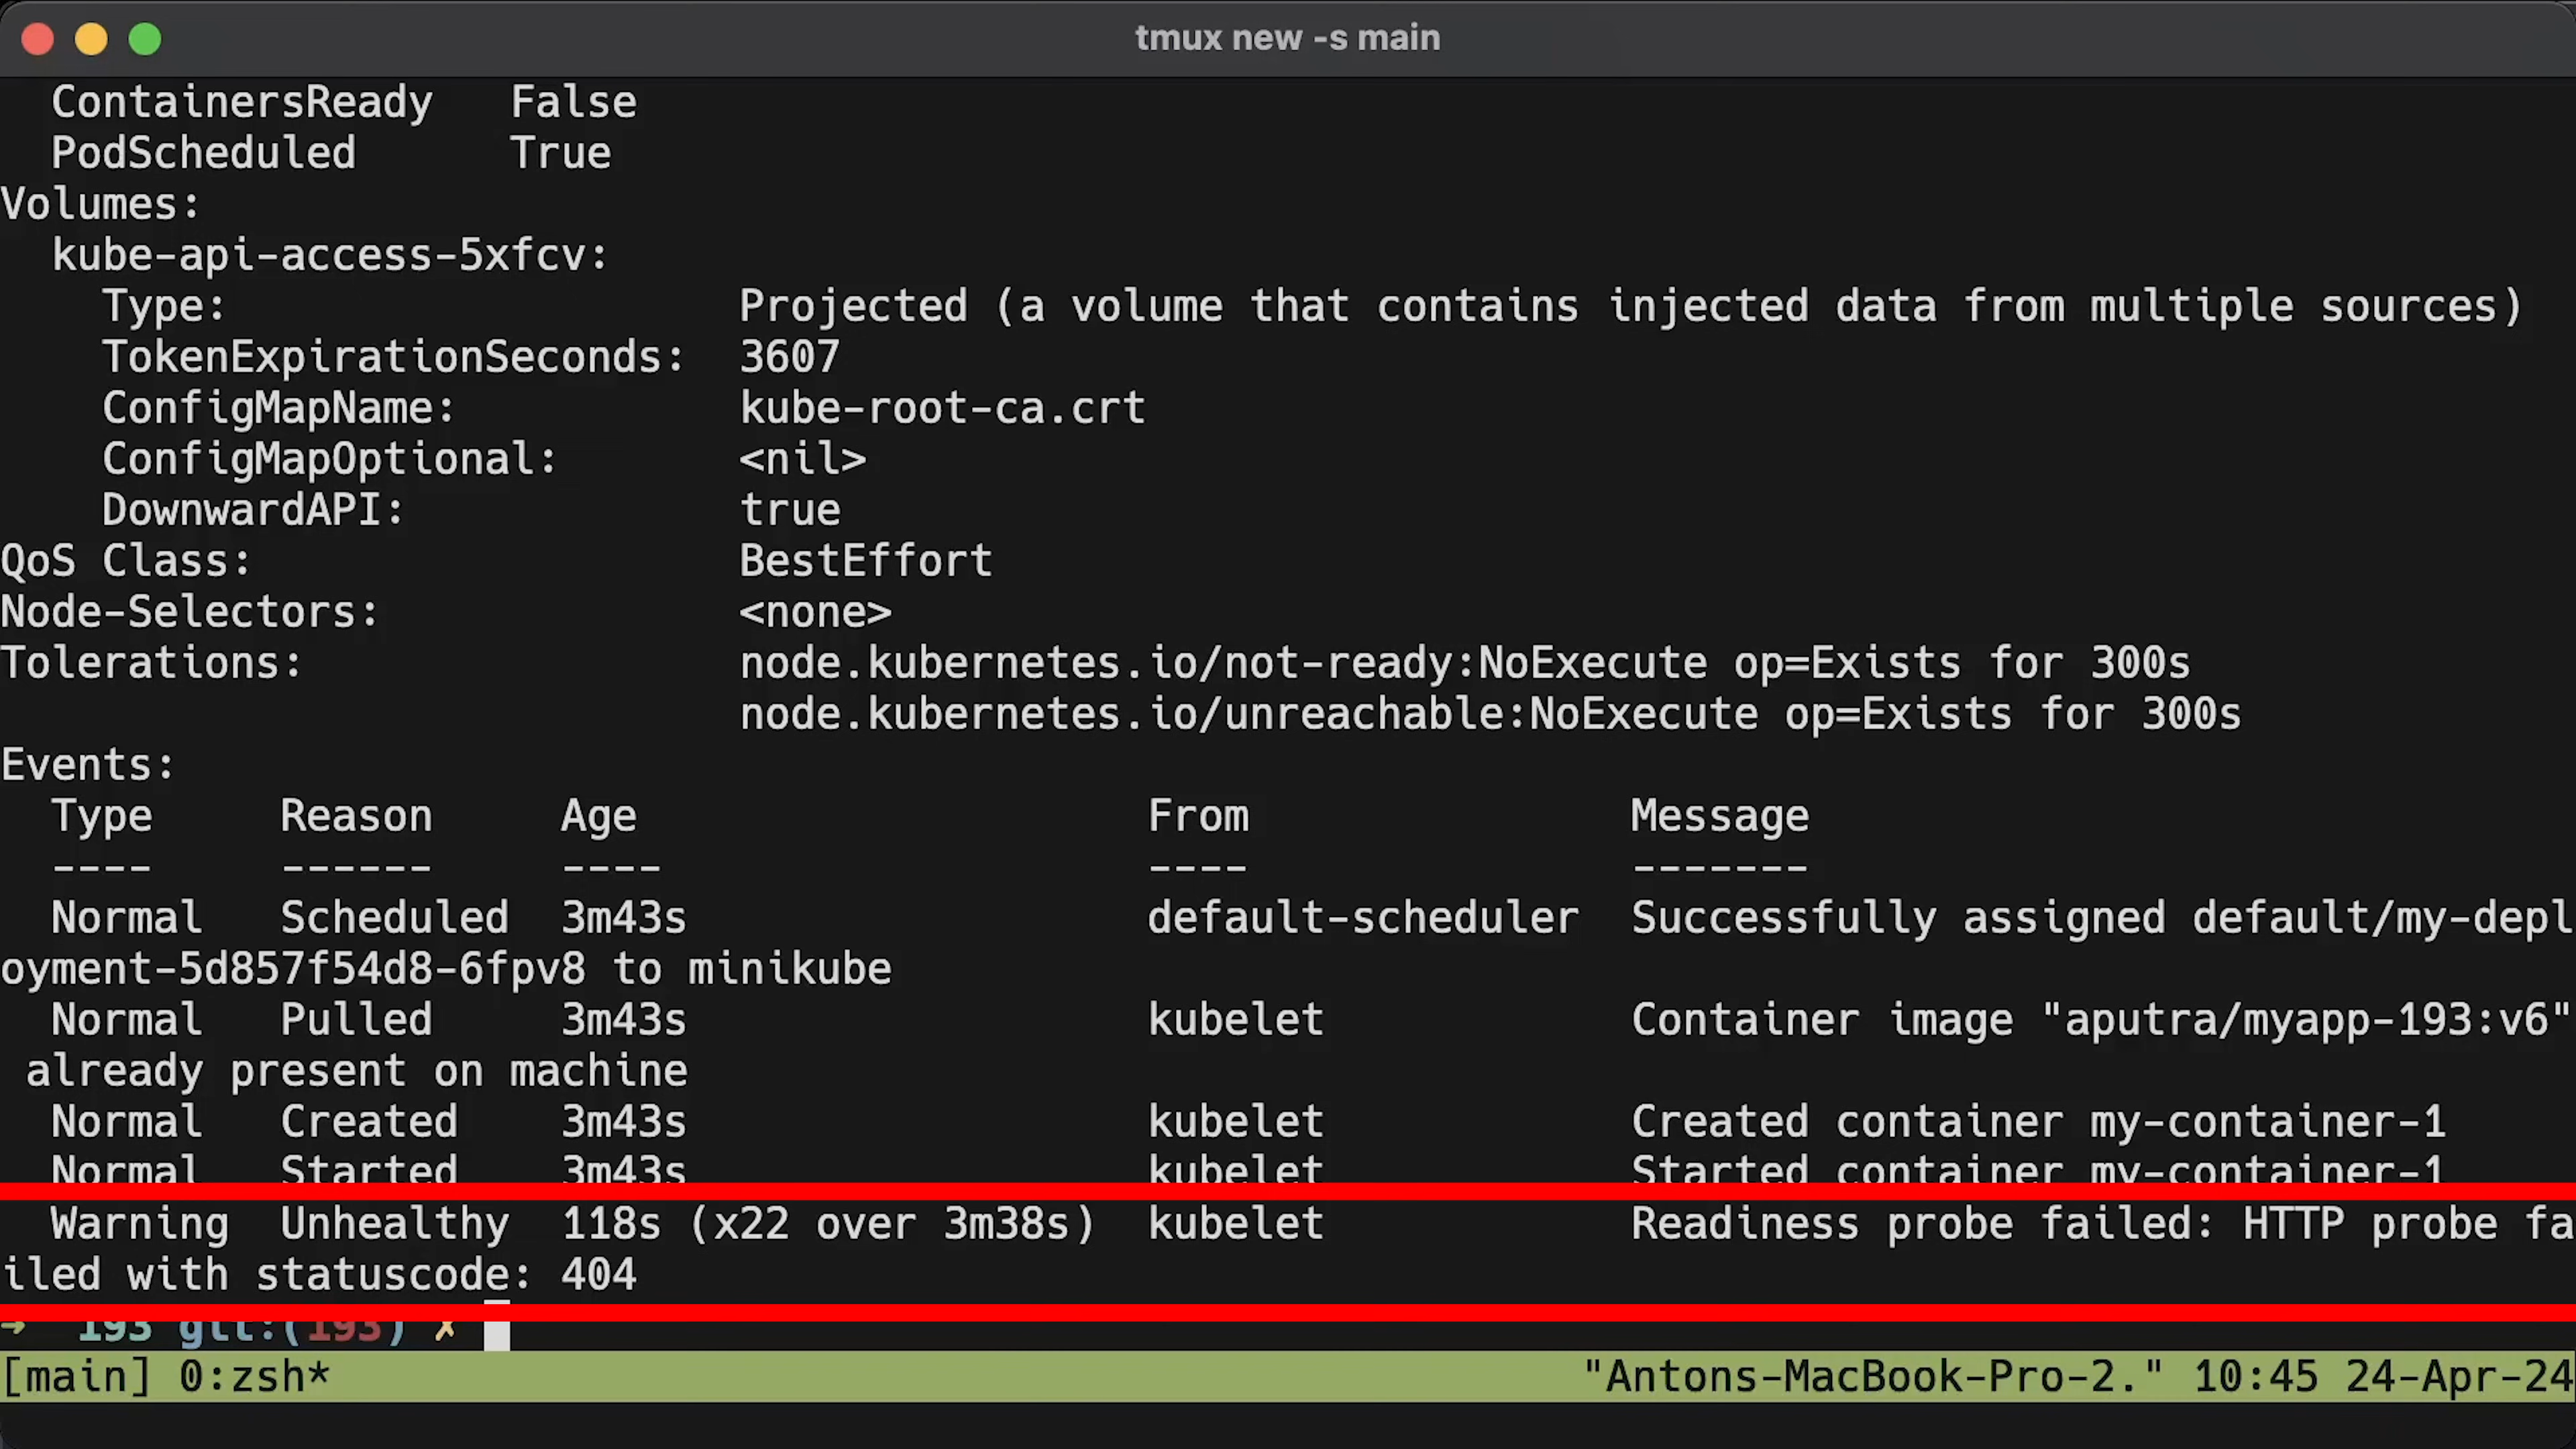 tmux new -s main
ContainersReady   False
PodScheduled      True
Volumes:
kube-api-access-5xfcv:
Type:                    Projected (a volume that contains injected data from multiple sources)
TokenExpirationSeconds:  3607
ConfigMapName:           kube-root-ca.crt
ConfigMapOptional:       <nil>
DownwardAPI:             true
QoS Class:                   BestEffort
Node-Selectors:              <none>
Tolerations:                 node.kubernetes.io/not-ready:NoExecute op=Exists for 300s
node.kubernetes.io/unreachable:NoExecute op=Exists for 300s
Events:
Type     Reason     Age                    From               Message
----     ------     ----                   ----               -------
Normal   Scheduled  3m43s                  default-scheduler  Successfully assigned default/my-depl
oyment-5d857f54d8-6fpv8 to minikube
Normal   Pulled     3m43s                  kubelet            Container image "aputra/myapp-193:v6"
already present on machine
Normal   Created    3m43s                  kubelet            Created container my-container-1
Normal   Started    3m43s                  kubelet            Started container my-container-1
Warning  Unhealthy  118s (x22 over 3m38s)  kubelet            Readiness probe failed: HTTP probe fa
iled with statuscode: 404
→  193 git:(193) ✗
[main] 0:zsh*                                                 "Antons-MacBook-Pro-2." 10:45 24-Apr-24